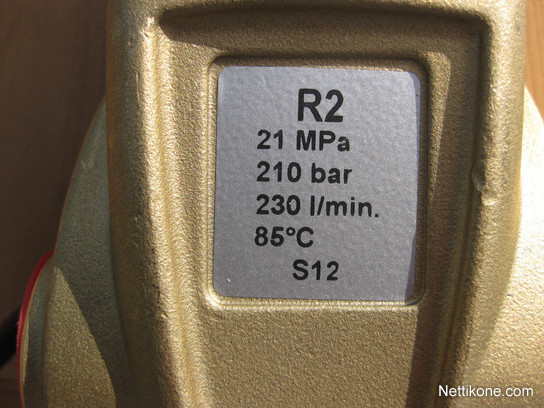 R2
21 MPa
210 bar
230 l/min.
85°C
S12
Nettikone.com